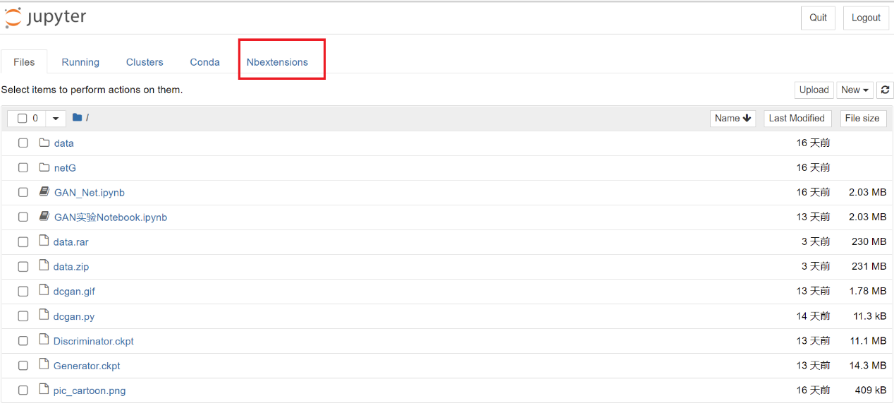 jupyter Quit Logout
Files Running Clusters Conda Nbextensions
Select items to perform actions on them. Upload New
0 / Name Last Modified File size
data 16 天前
netG 16 天前
GAN_Net.ipynb 16 天前 2.03 MB
GAN实验Notebook.ipynb 13 天前 2.03 MB
data.rar 3 天前 230 MB
data.zip 3 天前 231 MB
dcgan.gif 13 天前 1.78 MB
dcgan.py 14 天前 11.3 kB
Discriminator.ckpt 13 天前 11.1 MB
Generator.ckpt 13 天前 14.3 MB
pic_cartoon.png 16 天前 409 kB